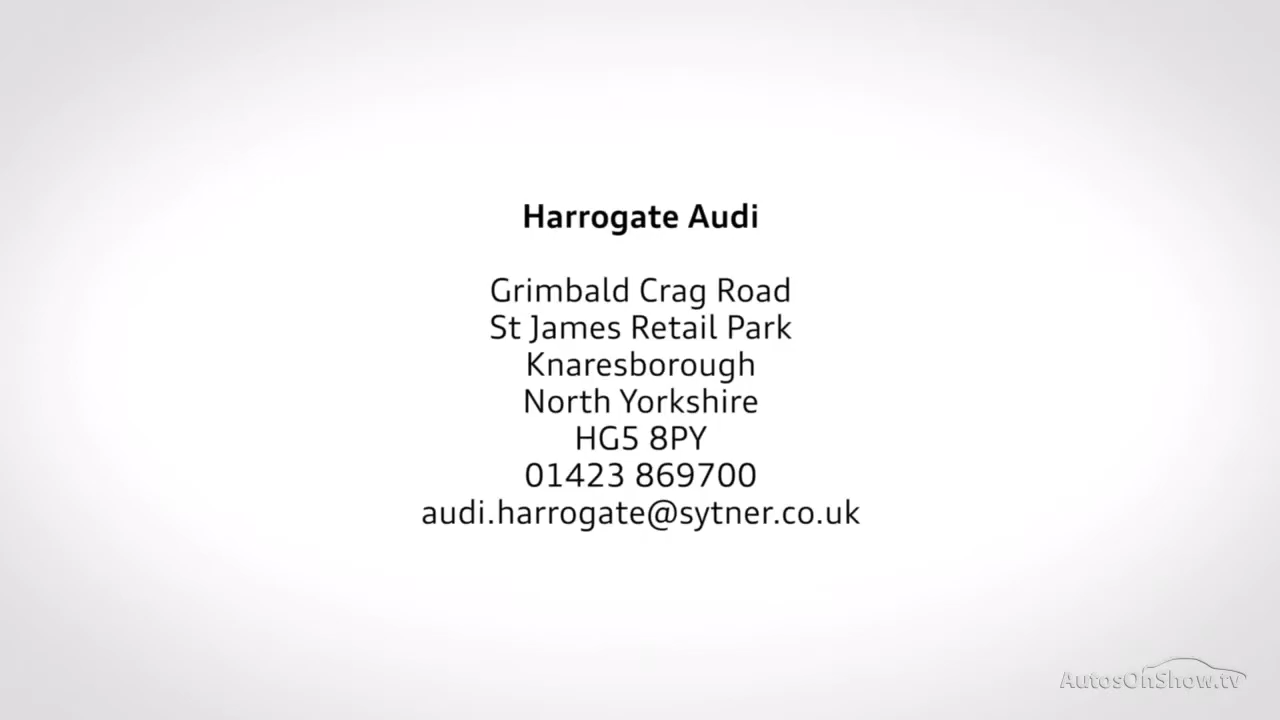 Harrogate Audi
Grimbald Crag Road
St James Retail Park
Knaresborough
North Yorkshire
HG5 8PY
01423 869700
audi.harrogate@sytner.co.uk
AutosOnShow.tv